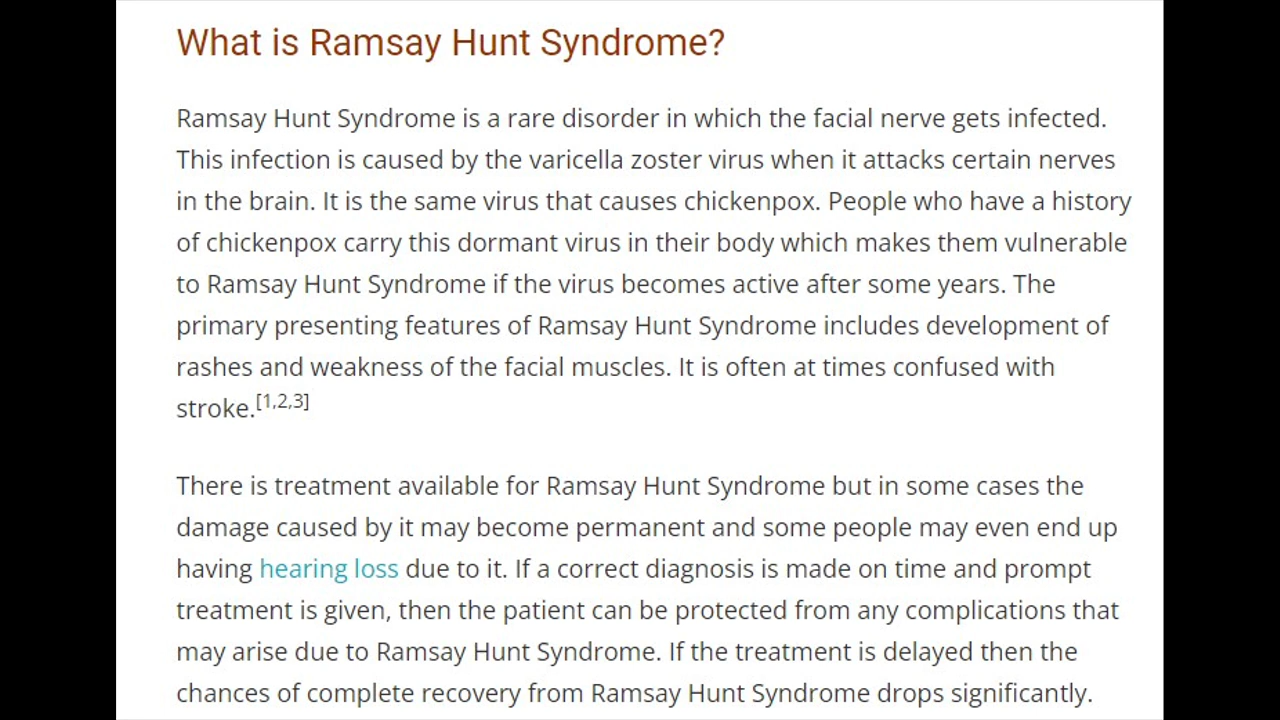 What is Ramsay Hunt Syndrome?
Ramsay Hunt Syndrome is a rare disorder in which the facial nerve gets infected.
This infection is caused by the varicella zoster virus when it attacks certain nerves
in the brain. It is the same virus that causes chickenpox. People who have a history
of chickenpox carry this dormant virus in their body which makes them vulnerable
to Ramsay Hunt Syndrome if the virus becomes active after some years. The
primary presenting features of Ramsay Hunt Syndrome includes development of
rashes and weakness of the facial muscles. It is often at times confused with
stroke.[1,2,3]
There is treatment available for Ramsay Hunt Syndrome but in some cases the
damage caused by it may become permanent and some people may even end up
having hearing loss due to it. If a correct diagnosis is made on time and prompt
treatment is given, then the patient can be protected from any complications that
may arise due to Ramsay Hunt Syndrome. If the treatment is delayed then the
chances of complete recovery from Ramsay Hunt Syndrome drops significantly.